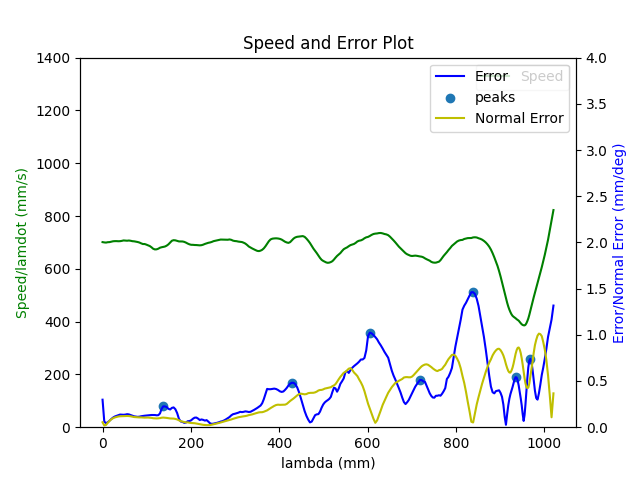 Speed and Error Plot
1400
1200
1000
800
600
400
200
0
Speed/lamdot (mm/s)
4.0
3.5
3.0
2.5
2.0
1.5
1.0
0.5
0.0
Error/Normal Error (mm/deg)
Error
Speed
peaks
Normal Error
0
200
400
600
800
1000
lambda (mm)